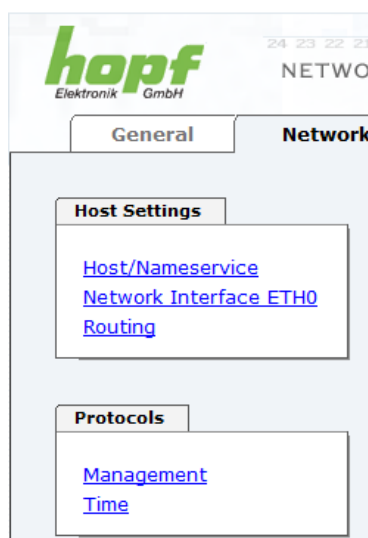 hopf
Elektronik GmbH
24 23 22
NETWO
General
Network
Host Settings
Host/Nameservice
Network Interface ETH0
Routing
Protocols
Management
Time